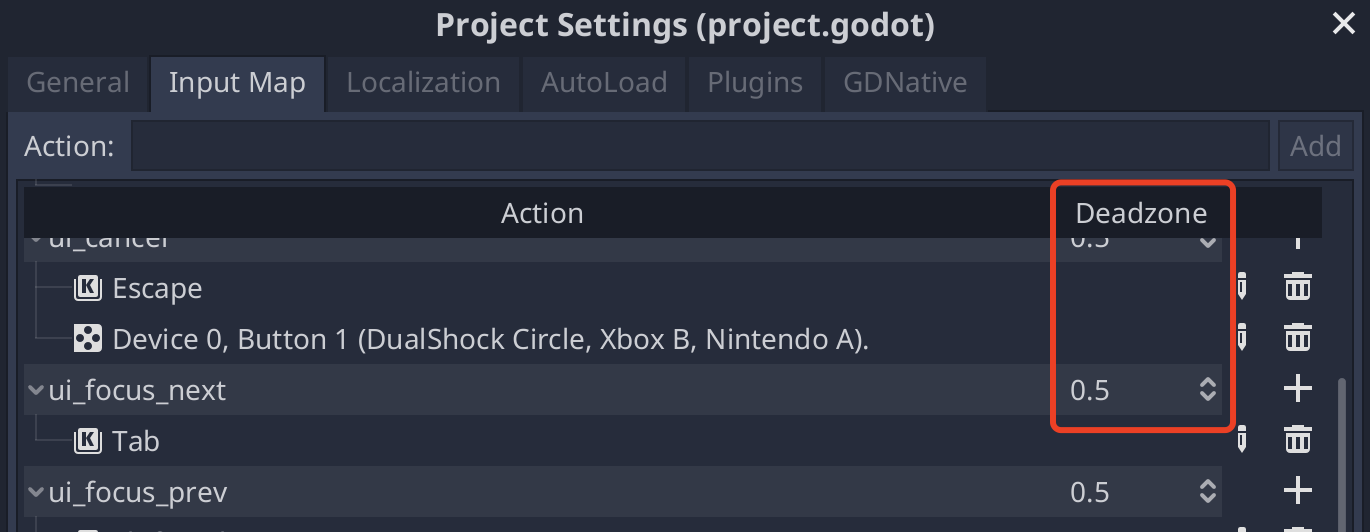 Project Settings (project.godot)
General Input Map Localization AutoLoad Plugins GDNative
Action: Add
Action Deadzone
ui_cancel 0.5
Escape
Device 0, Button 1 (DualShock Circle, Xbox B, Nintendo A).
ui_focus_next 0.5
Tab
ui_focus_prev 0.5